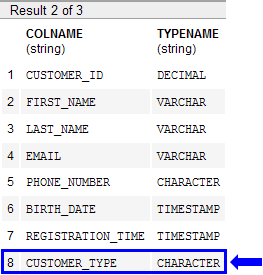 Result 2 of 3
COLNAME TYPENAME
(string) (string)
1 CUSTOMER_ID DECIMAL
2 FIRST_NAME VARCHAR
3 LAST_NAME VARCHAR
4 EMAIL VARCHAR
5 PHONE_NUMBER CHARACTER
6 BIRTH_DATE TIMESTAMP
7 REGISTRATION_TIME TIMESTAMP
8 CUSTOMER_TYPE CHARACTER